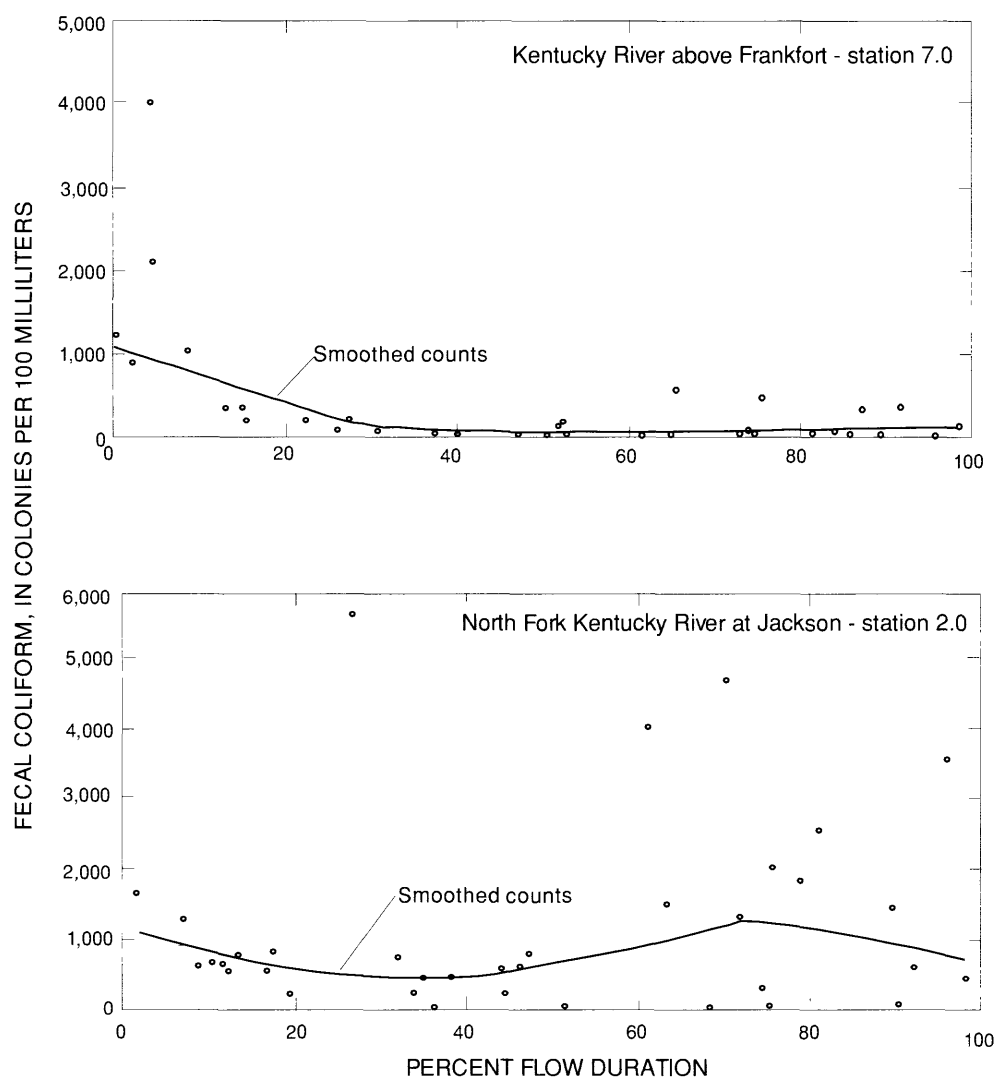 FECAL COLIFORM, IN COLONIES PER 100 MILLILITERS
5,000
Kentucky River above Frankfort - station 7.0
4,000
3,000
2,000
1,000
Smoothed counts
0
0 20 40 60 80 100
6,000
North Fork Kentucky River at Jackson - station 2.0
5,000
4,000
3,000
2,000
Smoothed counts
1,000
0
0 20 40 60 80 100
PERCENT FLOW DURATION